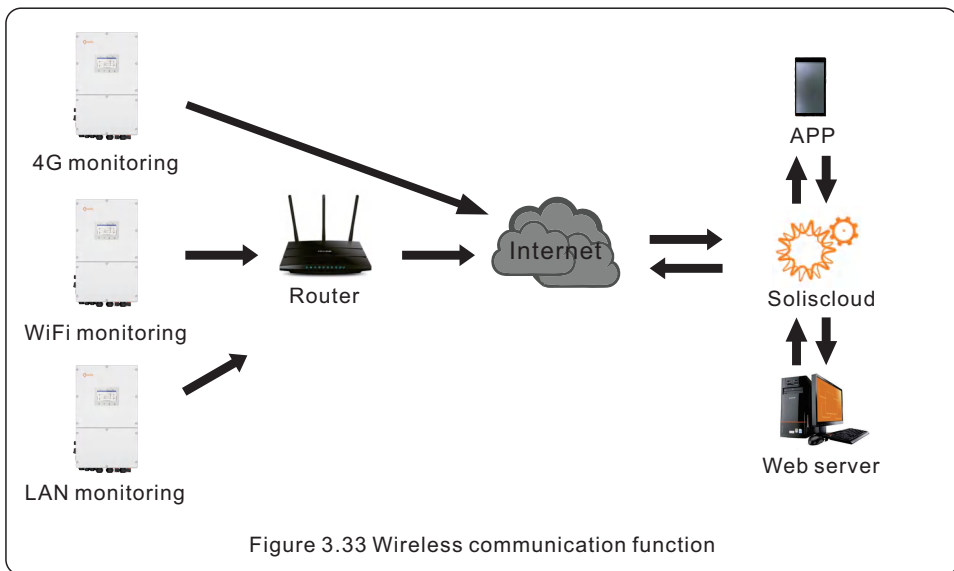 4G monitoring
APP
WiFi monitoring
Router
Internet
Soliscloud
LAN monitoring
Web server
Figure 3.33 Wireless communication function